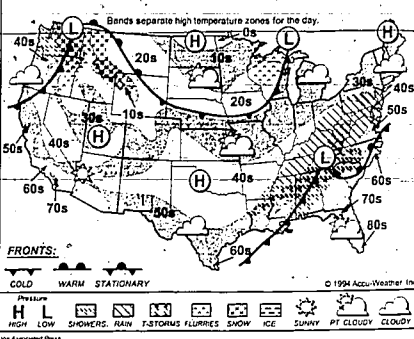 Bands separate high temperature zones for the day.
L
H
L
H
0s
40s
20s
10s
30s
40s
10s
20s
30s
50s
50s
40s
H
L
60s
H
40s
60s
70s
50s
70s
80s
60s
FRONTS:
COLD WARM STATIONARY
© 1994 Accu-Weather, Inc
Pressure
H L
HIGH LOW SHOWERS RAIN T-STORMS FLURRIES SNOW ICE SUNNY PT CLOUDY CLOUDY